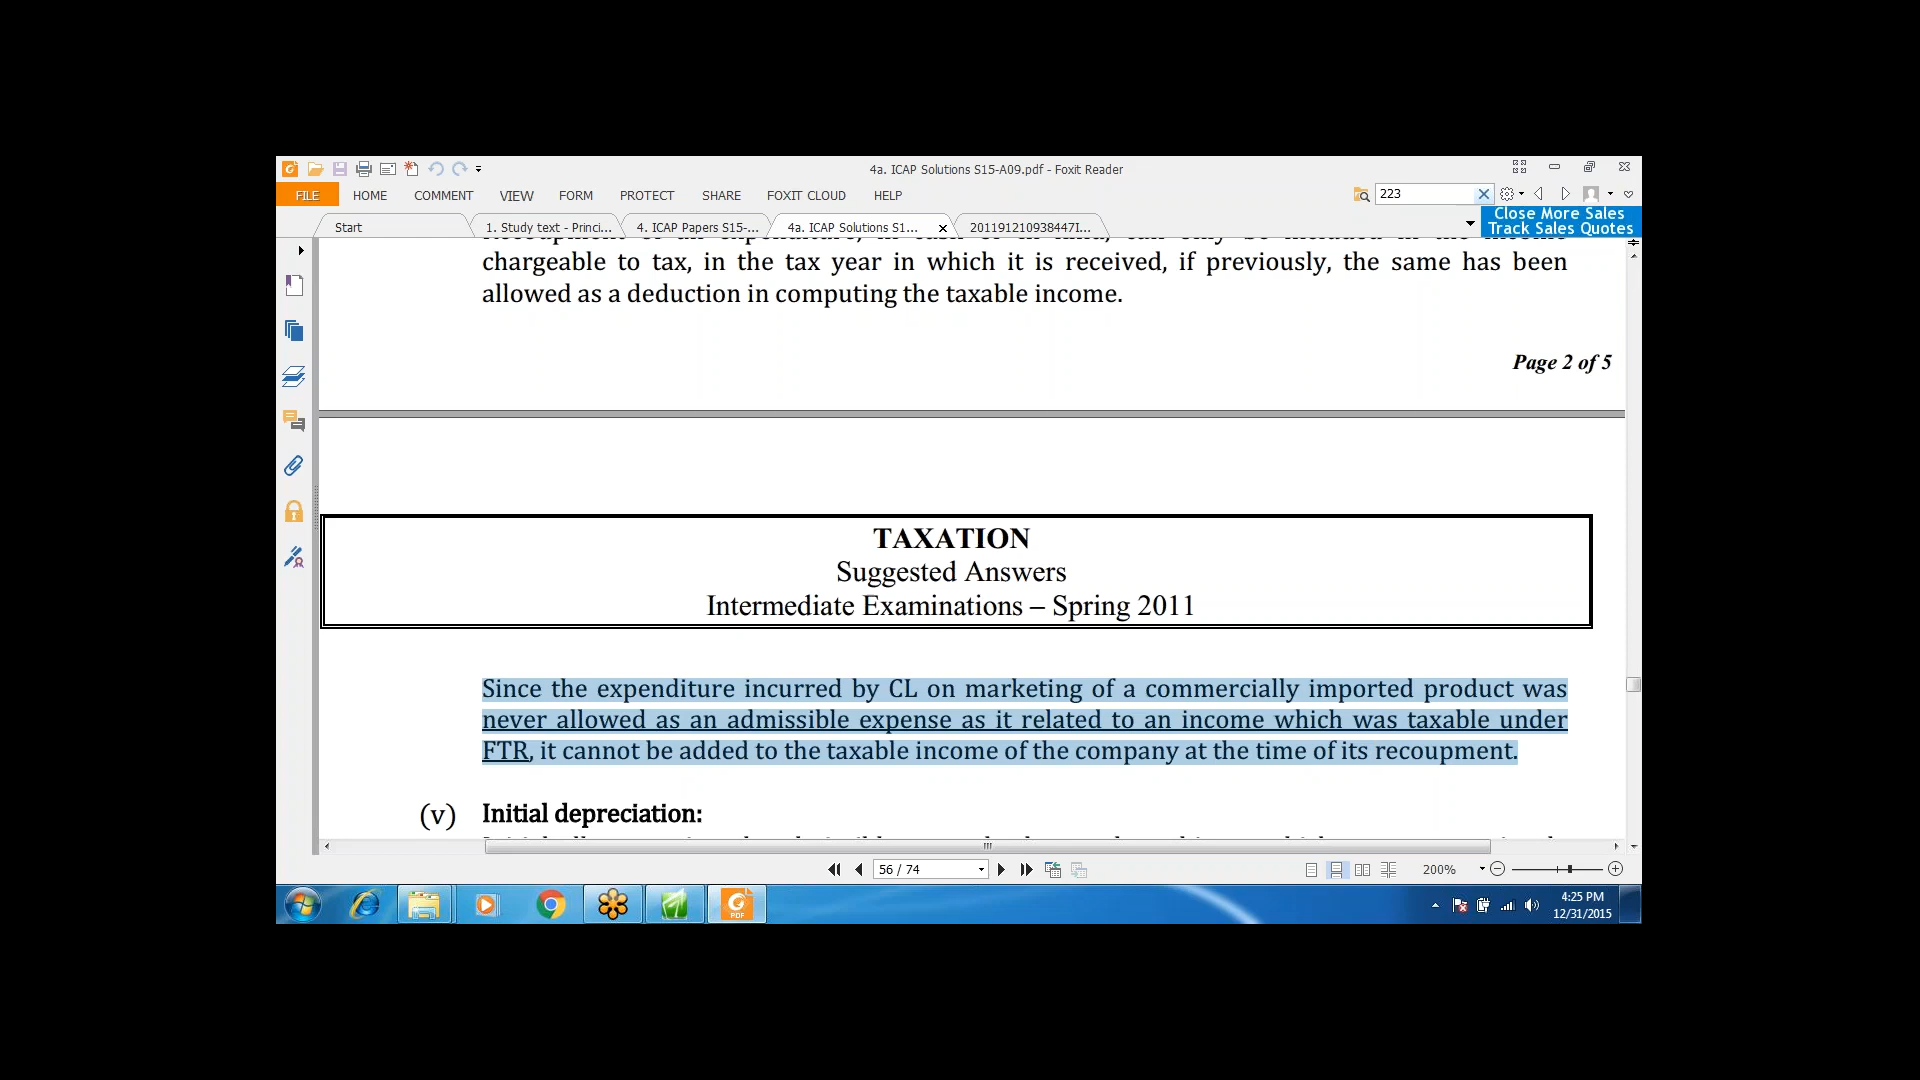 4a. ICAP Solutions S15-A09.pdf - Foxit Reader
FILE HOME COMMENT VIEW FORM PROTECT SHARE FOXIT CLOUD HELP
223
Start
1. Study text - Princi...
4. ICAP Papers S15-...
4a. ICAP Solutions S1...
2011912109384471...
Close More Sales
Track Sales Quotes
chargeable to tax, in the tax year in which it is received, if previously, the same has been
allowed as a deduction in computing the taxable income.
Page 2 of 5
TAXATION
Suggested Answers
Intermediate Examinations – Spring 2011
Since the expenditure incurred by CL on marketing of a commercially imported product was
never allowed as an admissible expense as it related to an income which was taxable under
FTR, it cannot be added to the taxable income of the company at the time of its recoupment.
(v) Initial depreciation:
56 / 74
200%
PDF
4:25 PM
12/31/2015